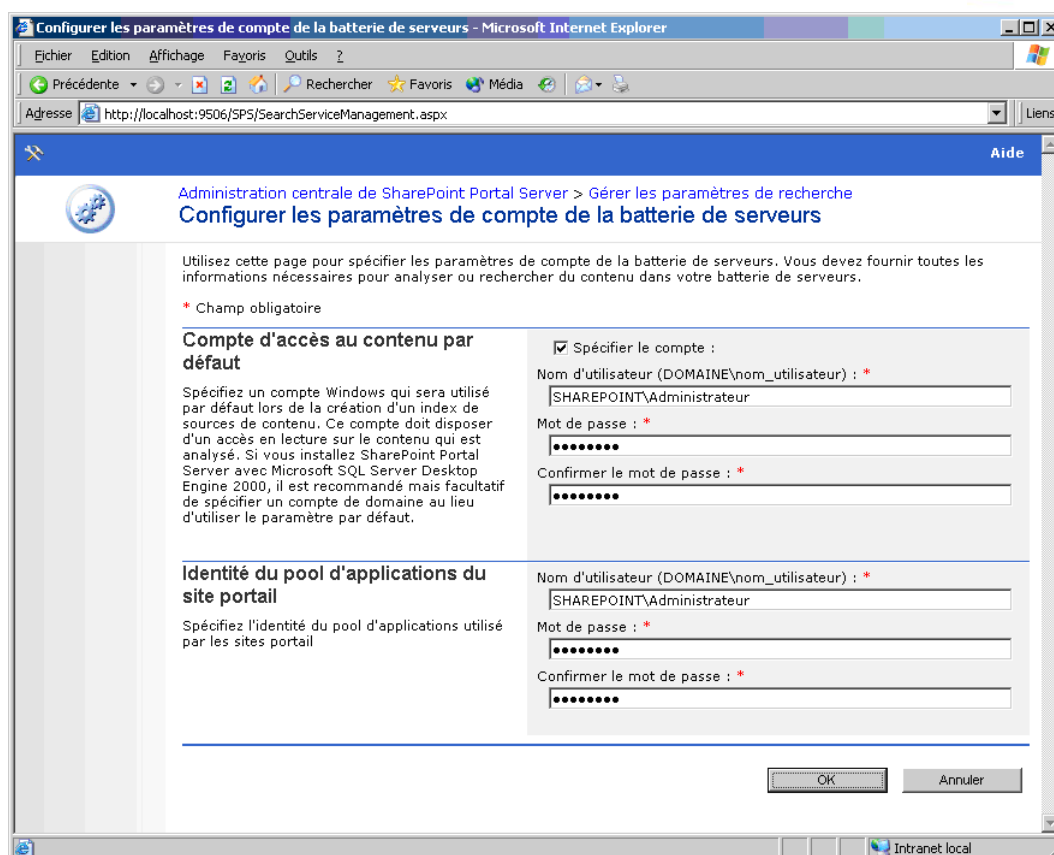 Configurer les paramètres de compte de la batterie de serveurs - Microsoft Internet Explorer
Fichier Edition Affichage Favoris Outils ?
Précédente Rechercher Favoris Média
Adresse http://localhost:9506/SPS/SearchServiceManagement.aspx Liens
Aide
Administration centrale de SharePoint Portal Server > Gérer les paramètres de recherche
Configurer les paramètres de compte de la batterie de serveurs
Utilisez cette page pour spécifier les paramètres de compte de la batterie de serveurs. Vous devez fournir toutes les
informations nécessaires pour analyser ou rechercher du contenu dans votre batterie de serveurs.
* Champ obligatoire
Compte d'accès au contenu par
défaut
Spécifiez un compte Windows qui sera utilisé
par défaut lors de la création d'un index de
sources de contenu. Ce compte doit disposer
d'un accès en lecture sur le contenu qui est
analysé. Si vous installez SharePoint Portal
Server avec Microsoft SQL Server Desktop
Engine 2000, il est recommandé mais facultatif
de spécifier un compte de domaine au lieu
d'utiliser le paramètre par défaut.
Spécifier le compte :
Nom d'utilisateur (DOMAINE\nom_utilisateur) : *
SHAREPOINT\Administrateur
Mot de passe : *
••••••••
Confirmer le mot de passe : *
••••••••
Identité du pool d'applications du
site portail
Spécifiez l'identité du pool d'applications utilisé
par les sites portail
Nom d'utilisateur (DOMAINE\nom_utilisateur) : *
SHAREPOINT\Administrateur
Mot de passe : *
••••••••
Confirmer le mot de passe : *
••••••••
OK Annuler
Intranet local